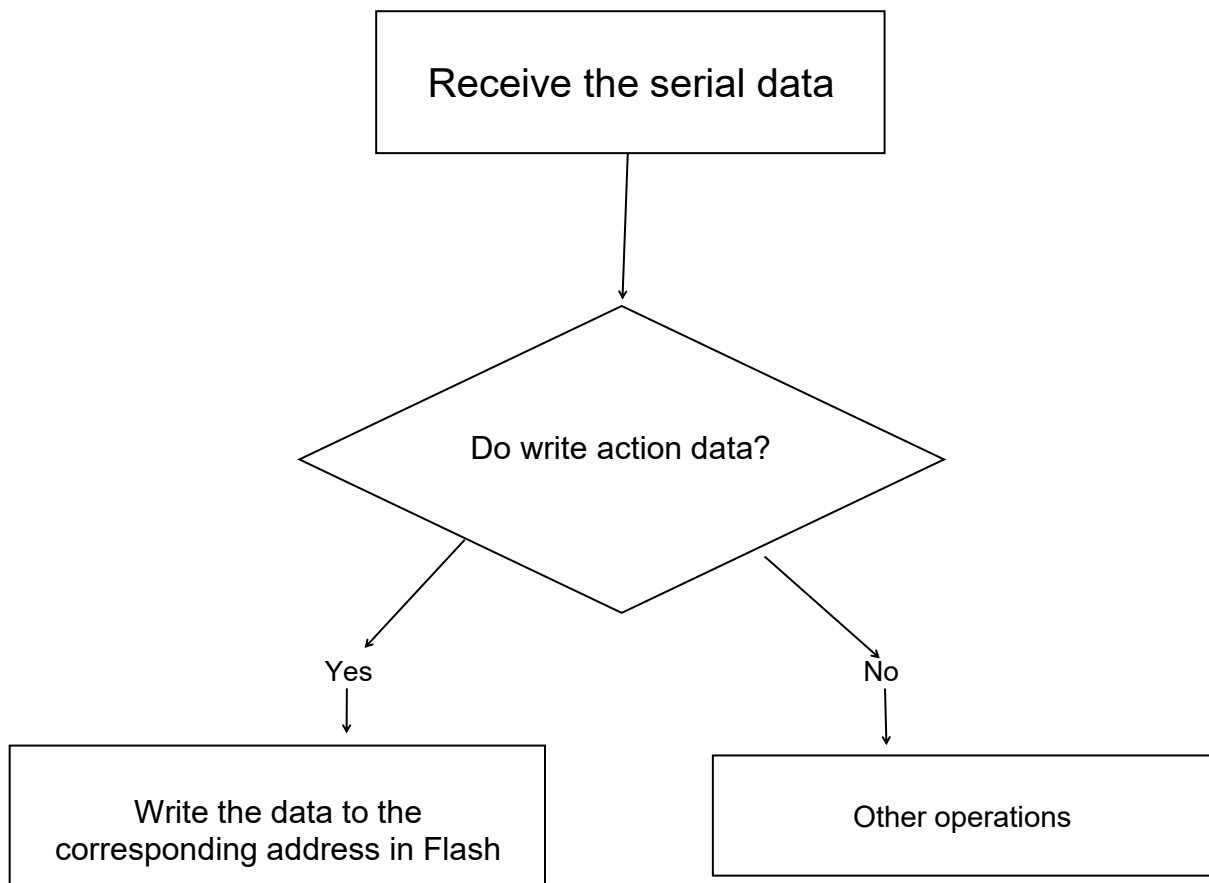 Receive the serial data
Do write action data?
Yes
No
Write the data to the
corresponding address in Flash
Other operations